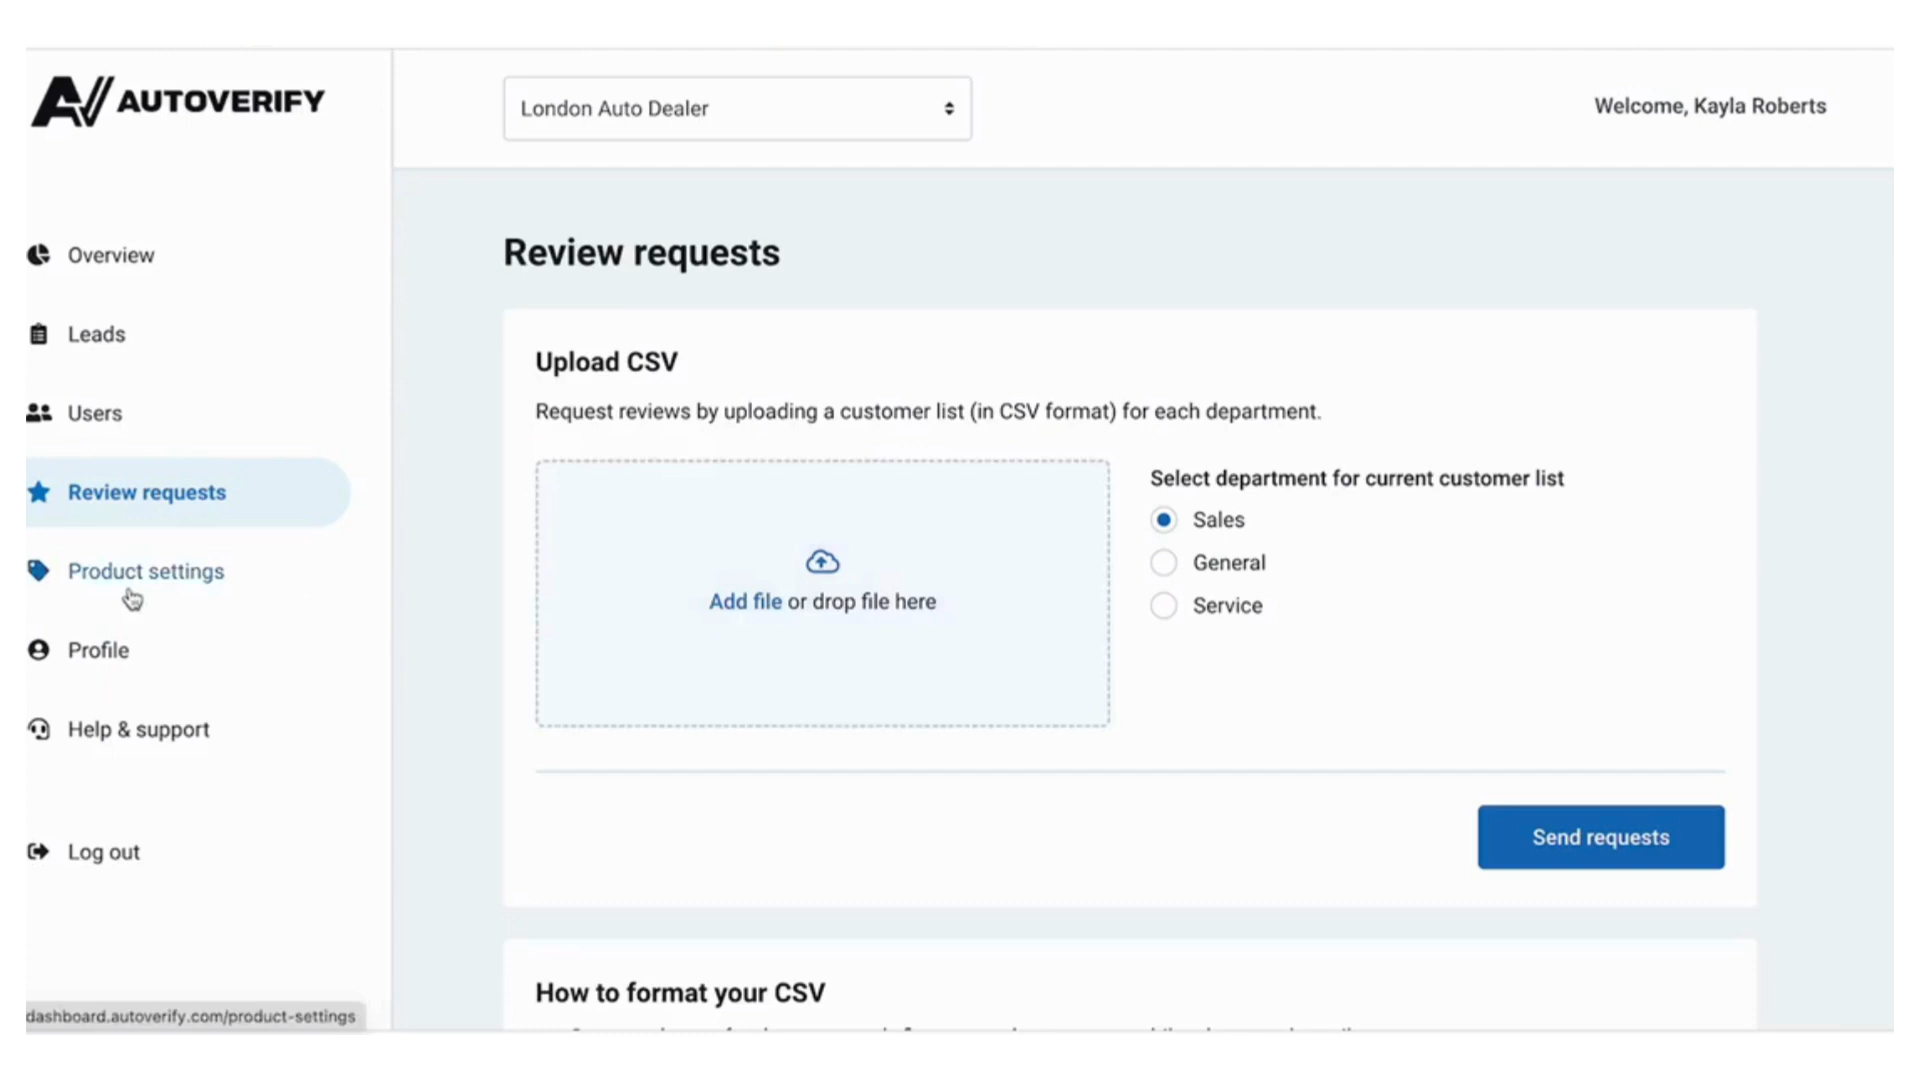 AUTOVERIFY
London Auto Dealer
Welcome, Kayla Roberts
Overview
Leads
Users
Review requests
Product settings
Profile
Help & support
Log out
dashboard.autoverify.com/product-settings
Review requests
Upload CSV
Request reviews by uploading a customer list (in CSV format) for each department.
Add file or drop file here
Select department for current customer list
Sales
General
Service
Send requests
How to format your CSV